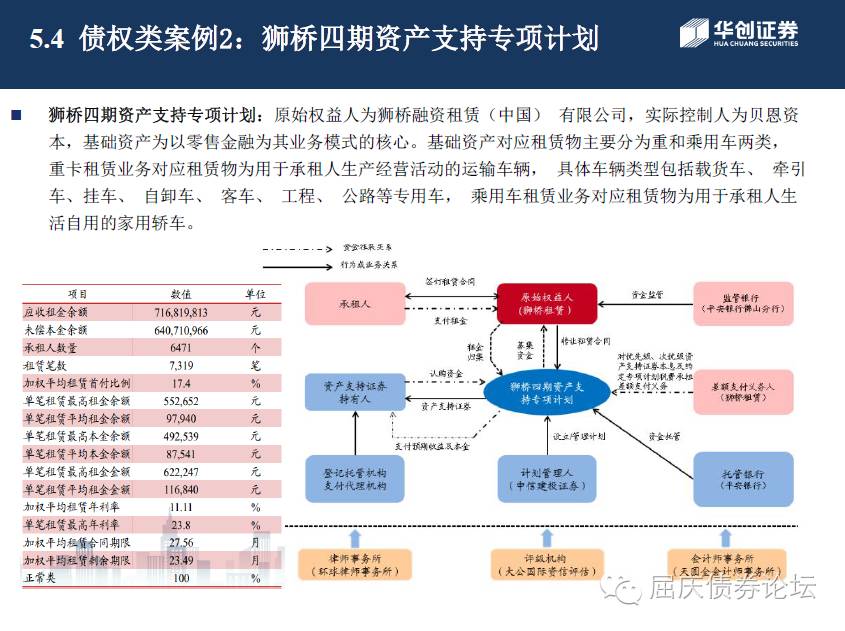 5.4 债权类案例2：狮桥四期资产支持专项计划
华创证券
HUA CHUANG SECURITIES
狮桥四期资产支持专项计划：原始权益人为狮桥融资租赁（中国） 有限公司，实际控制人为贝恩资
本，基础资产为以零售金融为其业务模式的核心。基础资产对应租赁物主要分为重和乘用车两类，
重卡租赁业务对应租赁物为用于承租人生产经营活动的运输车辆， 具体车辆类型包括载货车、 牵引
车、挂车、 自卸车、 客车、 工程、 公路等专用车， 乘用车租赁业务对应租赁物为用于承租人生
活自用的家用轿车。
资金往来关系
行为或业务关系
项目 数值 单位
应收租金余额 716,819,813 元
未偿本金余额 640,710,966 元
承租人数量 6471 个
租赁笔数 7,319 笔
加权平均租赁首付比例 17.4 %
单笔租赁最高租金余额 552,652 元
单笔租赁平均租金余额 97,940 元
单笔租赁最高本金余额 492,539 元
单笔租赁平均本金余额 87,541 元
单笔租赁最高租金金额 622,247 元
单笔租赁平均租金金额 116,840 元
加权平均租赁年利率 11.11 %
单笔租赁最高年利率 23.8 %
加权平均租赁合同期限 27.56 月
加权平均租赁剩余期限 23.49 月
正常类 100 %
承租人
签订租赁合同
支付租金
原始权益人
（狮桥租赁）
资金监管
监管银行
（平安银行佛山分行）
租金
归集
募集
资金
转让租赁合同
资产支持证券
持有人
认购资金
资产支持证券
支付预期收益及本金
狮桥四期资产支
持专项计划
对优先级、次优级资
产支持证券本息及约
定专项计划税费承担
差额支付义务
差额支付义务人
（狮桥租赁）
登记托管机构
支付代理机构
设立/管理计划
计划管理人
（中信建投证券）
资金托管
托管银行
（平安银行）
律师事务所
（环球律师事务所）
评级机构
（大公国际资信评估）
会计师事务所
（天圆全会计师事务所）
屈庆债券论坛